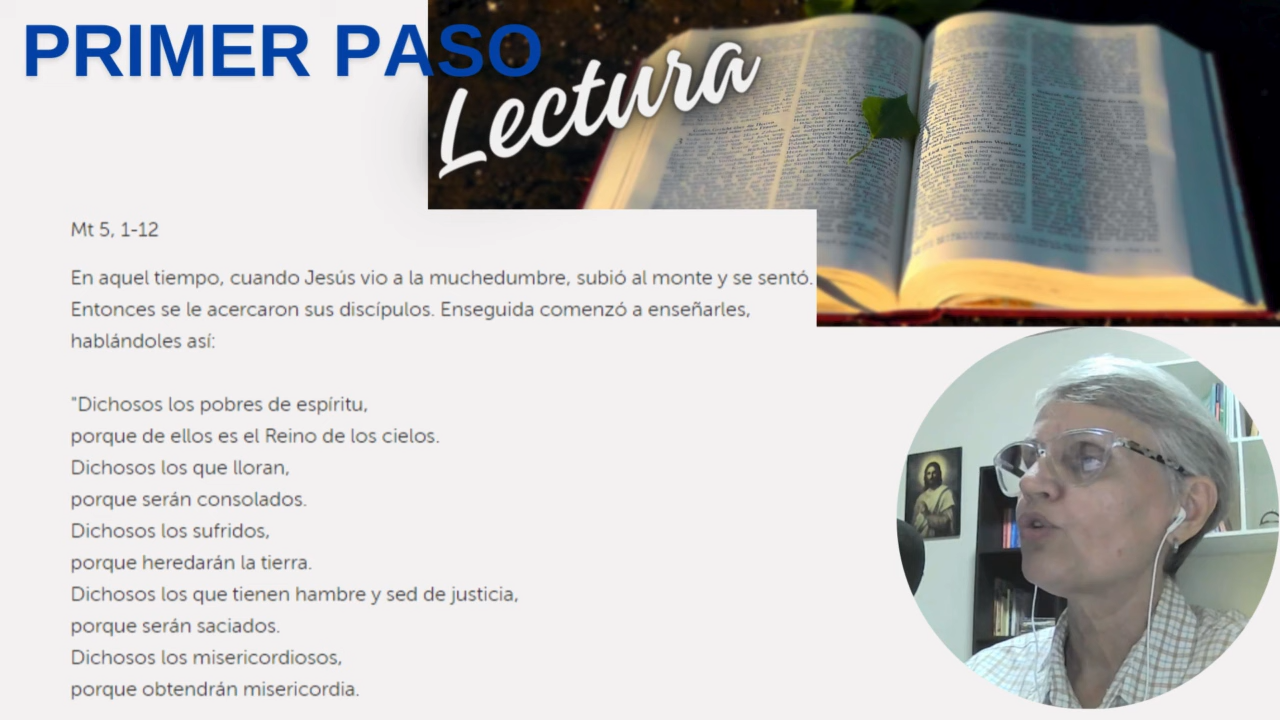 PRIMER PASO
Lectura
Mt 5, 1-12
En aquel tiempo, cuando Jesús vio a la muchedumbre, subió al monte y se sentó.
Entonces se le acercaron sus discípulos. Enseguida comenzó a enseñarles,
hablándoles así:
"Dichosos los pobres de espíritu,
porque de ellos es el Reino de los cielos.
Dichosos los que lloran,
porque serán consolados.
Dichosos los sufridos,
porque heredarán la tierra.
Dichosos los que tienen hambre y sed de justicia,
porque serán saciados.
Dichosos los misericordiosos,
porque obtendrán misericordia.